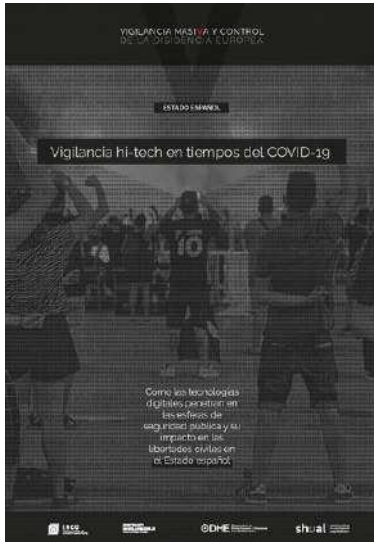 VIGILANCIA MASIVA Y CONTROL
DE LA DISIDENCIA EUROPEA
ESTADO ESPAÑOL
Vigilancia hi-tech en tiempos del COVID-19
10
Como las tecnologías
digitales penetran en
las esferas de
seguridad pública y su
impacto en las
libertades civiles en
el Estado español
ODHE
shual